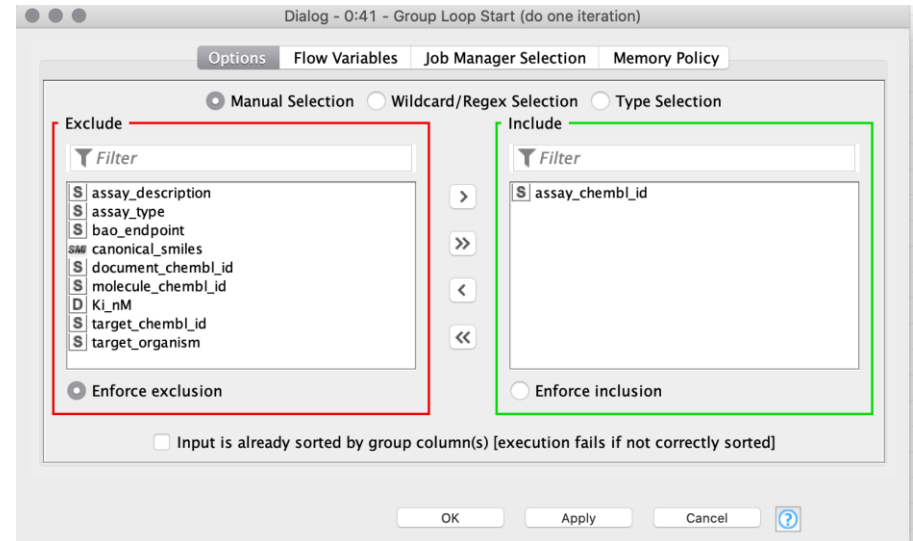 Dialog - 0:41 - Group Loop Start (do one iteration)
Options Flow Variables Job Manager Selection Memory Policy
Manual Selection Wildcard/Regex Selection Type Selection
Exclude
Filter
S assay_description
S assay_type
S bao_endpoint
SMI canonical_smiles
S document_chembl_id
S molecule_chembl_id
D Ki_nM
S target_chembl_id
S target_organism
Enforce exclusion
>
>>
<
<<
Include
Filter
S assay_chembl_id
Enforce inclusion
Input is already sorted by group column(s) [execution fails if not correctly sorted]
OK Apply Cancel ?